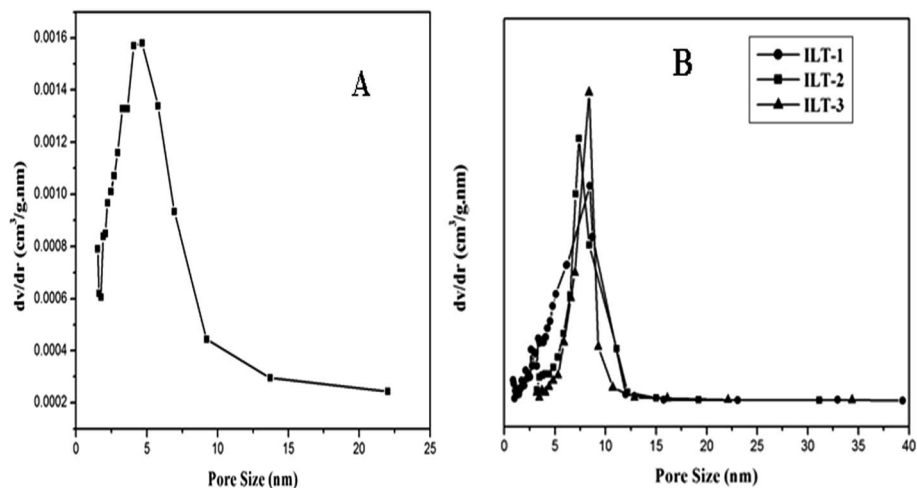 A
0.0016
0.0014
0.0012
0.0010
0.0008
0.0006
0.0004
0.0002
dv/dr (cm³/g.nm)
0 5 10 15 20 25
Pore Size (nm)
B
ILT-1
ILT-2
ILT-3
dv/dr (cm³/g.nm)
0 5 10 15 20 25 30 35 40
Pore Size (nm)